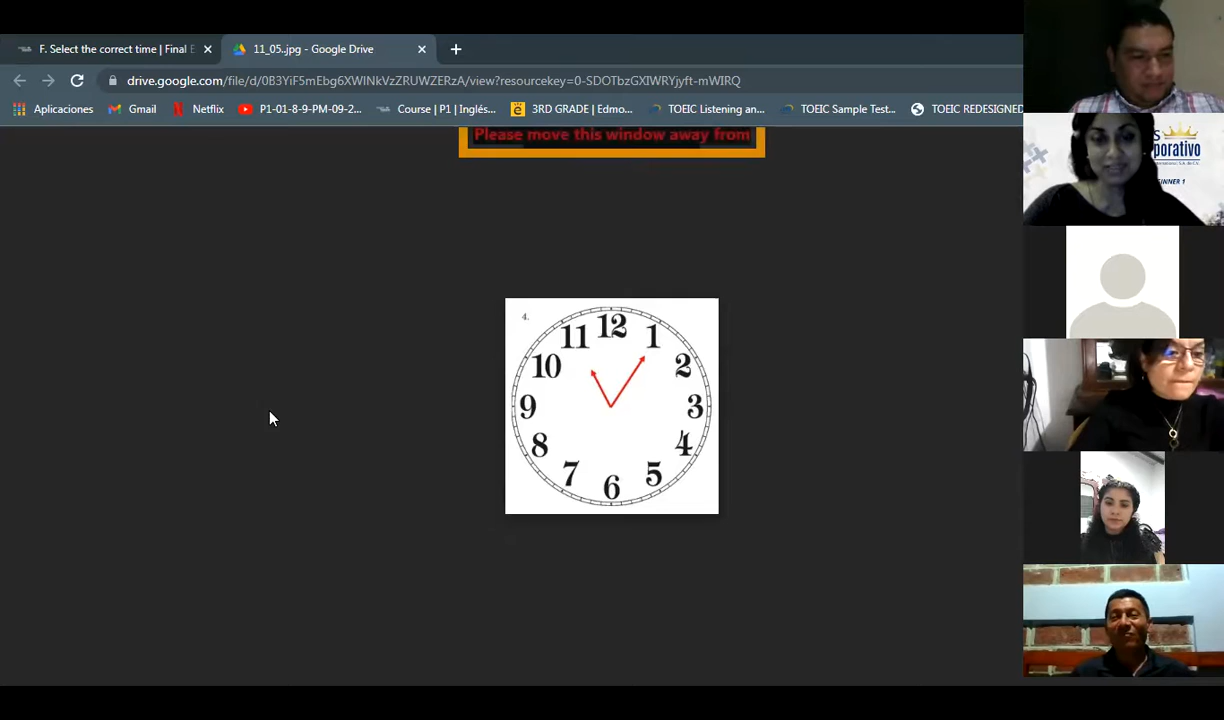 F. Select the correct time | Final E
11_05..jpg - Google Drive
drive.google.com/file/d/0B3YiF5mEbg6XWlNkVzZRUWZERzA/view?resourcekey=0-SDOTbzGXIWRYjyft-mWIRQ
Aplicaciones
Gmail
Netflix
P1-01-8-9-PM-09-2...
Course | P1 | Inglés...
3RD GRADE | Edmo...
TOEIC Listening an...
TOEIC Sample Test...
TOEIC REDESIGNED
Please move this window away from
4.
12
11
1
10
2
9
3
8
4
7
5
6
S
porativo
INNER 1